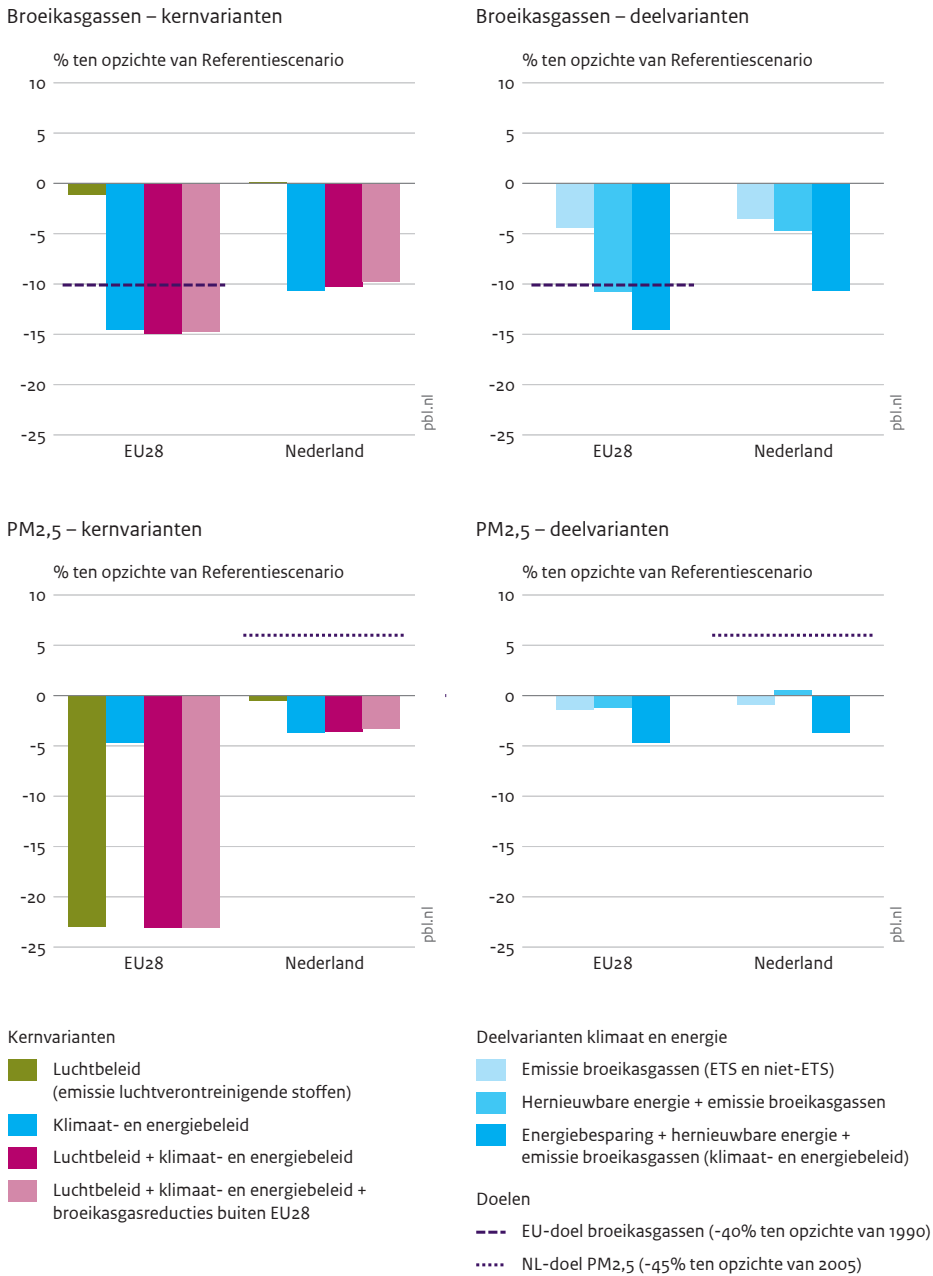 Broeikasgassen – kernvarianten
% ten opzichte van Referentiescenario
10
5
0
-5
-10
-15
-20
-25
EU28
Nederland
pbl.nl
Broeikasgassen – deelvarianten
% ten opzichte van Referentiescenario
10
5
0
-5
-10
-15
-20
-25
EU28
Nederland
pbl.nl
PM2,5 – kernvarianten
% ten opzichte van Referentiescenario
10
5
0
-5
-10
-15
-20
-25
EU28
Nederland
pbl.nl
PM2,5 – deelvarianten
% ten opzichte van Referentiescenario
10
5
0
-5
-10
-15
-20
-25
EU28
Nederland
pbl.nl
Kernvarianten
Luchtbeleid
(emissie luchtverontreinigende stoffen)
Klimaat- en energiebeleid
Luchtbeleid + klimaat- en energiebeleid
Luchtbeleid + klimaat- en energiebeleid +
broeikasgasreducties buiten EU28
Deelvarianten klimaat en energie
Emissie broeikasgassen (ETS en niet-ETS)
Hernieuwbare energie + emissie broeikasgassen
Energiebesparing + hernieuwbare energie +
emissie broeikasgassen (klimaat- en energiebeleid)
Doelen
EU-doel broeikasgassen (-40% ten opzichte van 1990)
NL-doel PM2,5 (-45% ten opzichte van 2005)